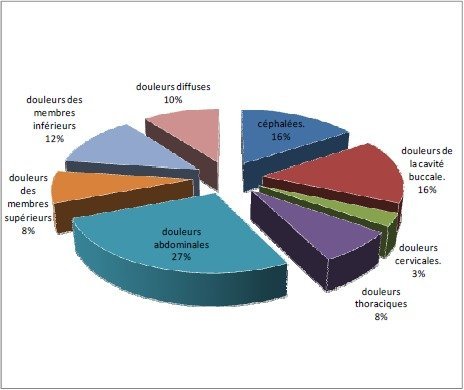 douleurs diffuses
10%
céphalées.
16%
douleurs de
la cavité
buccale.
16%
douleurs
cervicales.
3%
douleurs
thoraciques
8%
douleurs
abdominales
27%
douleurs
des
membres
supérieurs
8%
douleurs des
membres
inférieurs
12%